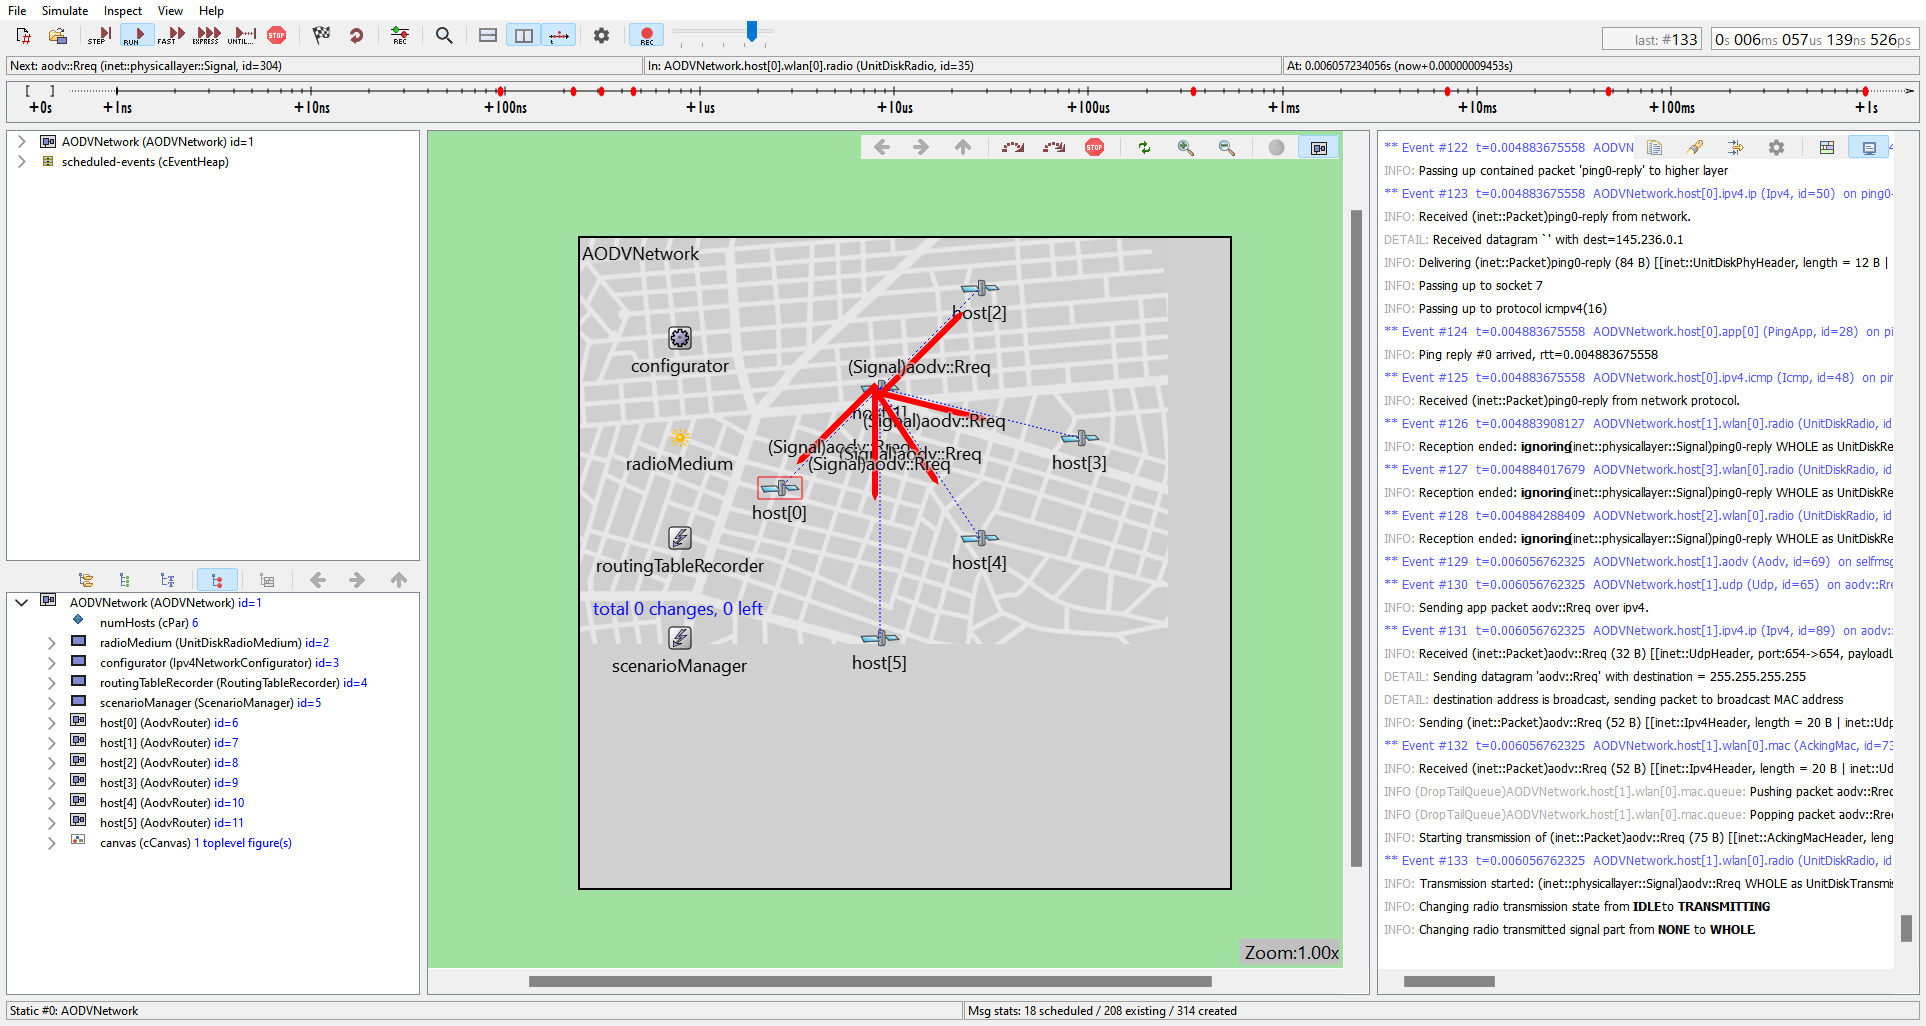 File Simulate Inspect View Help
STEP RUN FAST EXPRESS UNTIL... STOP REC REC
last: #133 0s 006ms 057us 139ns 526ps
Next: aodv::Rreq (inet::physicallayer::Signal, id=304) In: AODVNetwork.host[0].wlan[0].radio (UnitDiskRadio, id=35) At: 0.006057234056s (now+0.00000009453s)
[ ]
+0s +1ns +10ns +100ns +1us +10us +100us +1ms +10ms +100ms +1s
AODVNetwork (AODVNetwork) id=1
scheduled-events (cEventHeap)
AODVNetwork (AODVNetwork) id=1
numHosts (cPar) 6
radioMedium (UnitDiskRadioMedium) id=2
configurator (Ipv4NetworkConfigurator) id=3
routingTableRecorder (RoutingTableRecorder) id=4
scenarioManager (ScenarioManager) id=5
host[0] (AodvRouter) id=6
host[1] (AodvRouter) id=7
host[2] (AodvRouter) id=8
host[3] (AodvRouter) id=9
host[4] (AodvRouter) id=10
host[5] (AodvRouter) id=11
canvas (cCanvas) 1 toplevel figure(s)
STOP
AODVNetwork
host[2]
configurator
(Signal)aodv::Rreq
host[1]
(Signal)aodv::Rreq
(Signal)aodv::Rreq
(Signal)aodv::Rreq
(Signal)aodv::Rreq
radioMedium
host[3]
host[0]
routingTableRecorder
host[4]
total 0 changes, 0 left
scenarioManager
host[5]
Zoom:1.00x
** Event #122 t=0.004883675558 AODVN
INFO: Passing up contained packet 'ping0-reply' to higher layer
** Event #123 t=0.004883675558 AODVNetwork.host[0].ipv4.ip (Ipv4, id=50) on ping0-
INFO: Received (inet::Packet)ping0-reply from network.
DETAIL: Received datagram `' with dest=145.236.0.1
INFO: Delivering (inet::Packet)ping0-reply (84 B) [[inet::UnitDiskPhyHeader, length = 12 B |
INFO: Passing up to socket 7
INFO: Passing up to protocol icmpv4(16)
** Event #124 t=0.004883675558 AODVNetwork.host[0].app[0] (PingApp, id=28) on pi
INFO: Ping reply #0 arrived, rtt=0.004883675558
** Event #125 t=0.004883675558 AODVNetwork.host[0].ipv4.icmp (Icmp, id=48) on pin
INFO: Received (inet::Packet)ping0-reply from network protocol.
** Event #126 t=0.004883908127 AODVNetwork.host[1].wlan[0].radio (UnitDiskRadio, id
INFO: Reception ended: ignoring(inet::physicallayer::Signal)ping0-reply WHOLE as UnitDiskRe
** Event #127 t=0.004884017679 AODVNetwork.host[3].wlan[0].radio (UnitDiskRadio, id
INFO: Reception ended: ignoring(inet::physicallayer::Signal)ping0-reply WHOLE as UnitDiskRe
** Event #128 t=0.004884288409 AODVNetwork.host[2].wlan[0].radio (UnitDiskRadio, id
INFO: Reception ended: ignoring(inet::physicallayer::Signal)ping0-reply WHOLE as UnitDiskRe
** Event #129 t=0.006056762325 AODVNetwork.host[1].aodv (Aodv, id=69) on selfmsg
** Event #130 t=0.006056762325 AODVNetwork.host[1].udp (Udp, id=65) on aodv::Rre
INFO: Sending app packet aodv::Rreq over ipv4.
** Event #131 t=0.006056762325 AODVNetwork.host[1].ipv4.ip (Ipv4, id=89) on aodv::
INFO: Received (inet::Packet)aodv::Rreq (32 B) [[inet::UdpHeader, port:654->654, payloadL
DETAIL: Sending datagram 'aodv::Rreq' with destination = 255.255.255.255
DETAIL: destination address is broadcast, sending packet to broadcast MAC address
INFO: Sending (inet::Packet)aodv::Rreq (52 B) [[inet::Ipv4Header, length = 20 B | inet::Udp
** Event #132 t=0.006056762325 AODVNetwork.host[1].wlan[0].mac (AckingMac, id=73
INFO: Received (inet::Packet)aodv::Rreq (52 B) [[inet::Ipv4Header, length = 20 B | inet::Ud
INFO (DropTailQueue)AODVNetwork.host[1].wlan[0].mac.queue: Pushing packet aodv::Rreq
INFO (DropTailQueue)AODVNetwork.host[1].wlan[0].mac.queue: Popping packet aodv::Rre
INFO: Starting transmission of (inet::Packet)aodv::Rreq (75 B) [[inet::AckingMacHeader, leng
** Event #133 t=0.006056762325 AODVNetwork.host[1].wlan[0].radio (UnitDiskRadio, id
INFO: Transmission started: (inet::physicallayer::Signal)aodv::Rreq WHOLE as UnitDiskTransmis
INFO: Changing radio transmission state from IDLE to TRANSMITTING
INFO: Changing radio transmitted signal part from NONE to WHOLE
Static #0: AODVNetwork Msg stats: 18 scheduled / 208 existing / 314 created